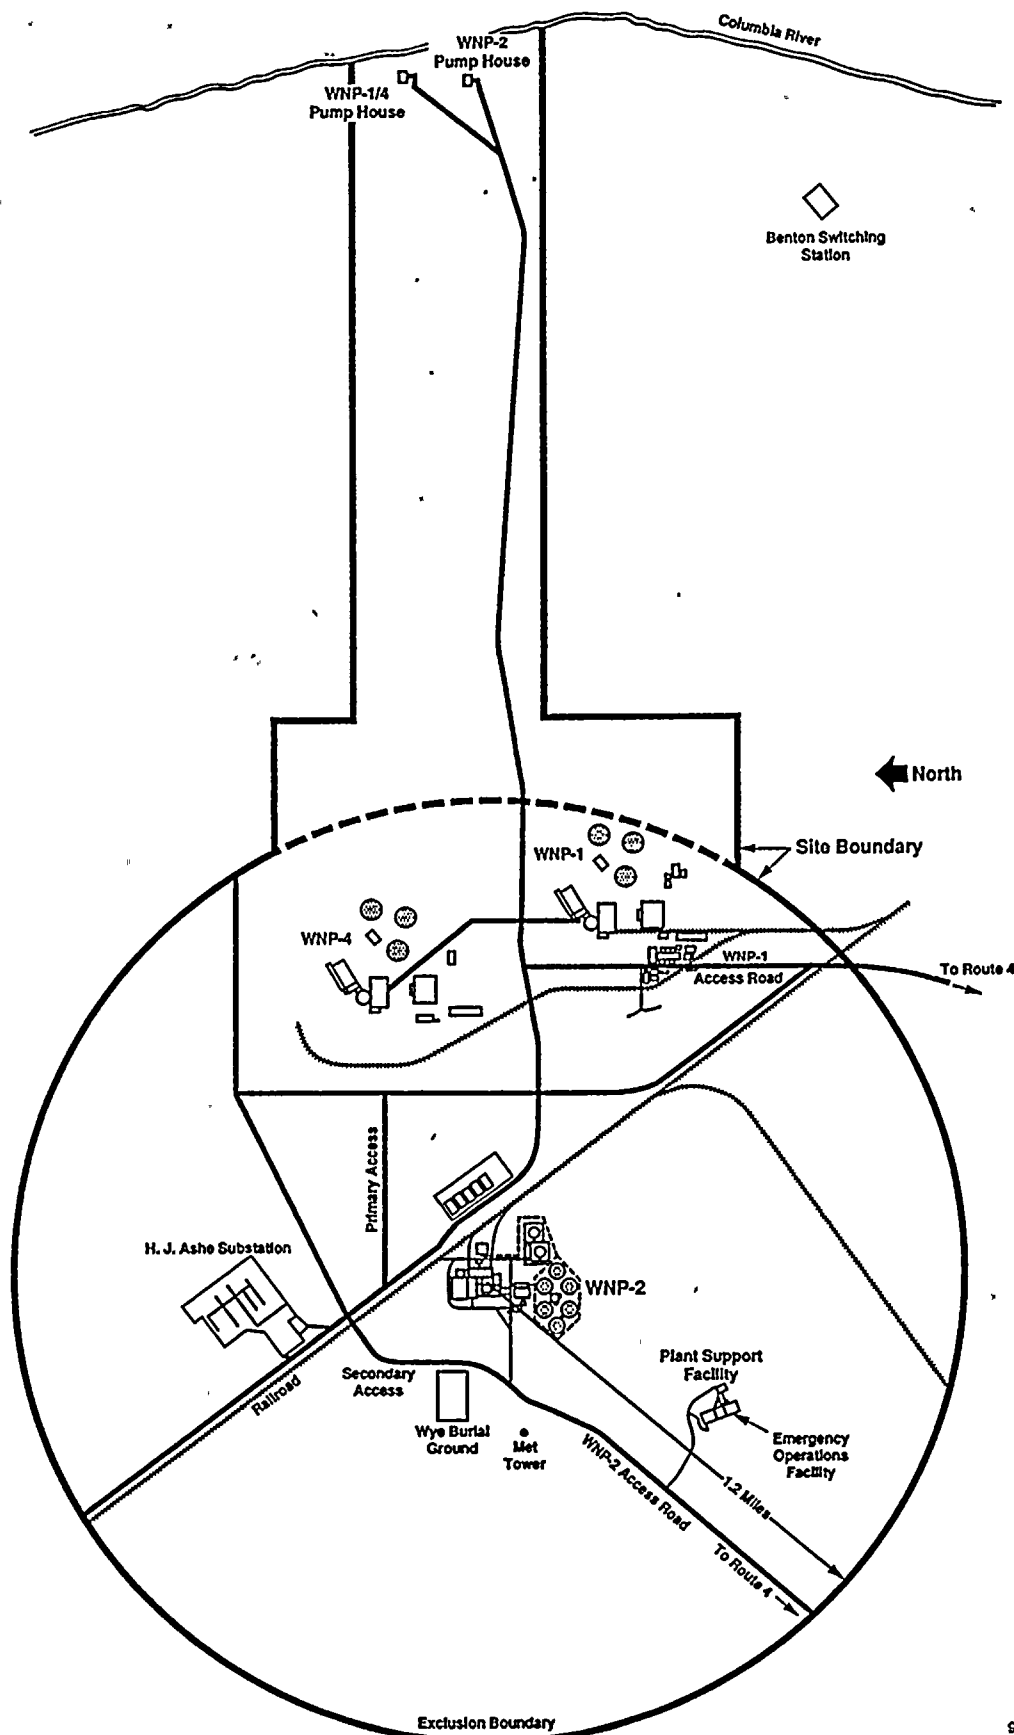 Columbia River
WNP-2
Pump House
WNP-1/4
Pump House
Benton Switching
Station
North
Site Boundary
WNP-1
WNP-4
WNP-1
Access Road
To Route 4
Primary Access
H. J. Ashe Substation
WNP-2
Secondary
Access
Railroad
Wye Burial
Ground
Met
Tower
Plant Support
Facility
Emergency
Operations
Facility
1.2 Miles
WNP-2 Access Road
To Route 4
Exclusion Boundary